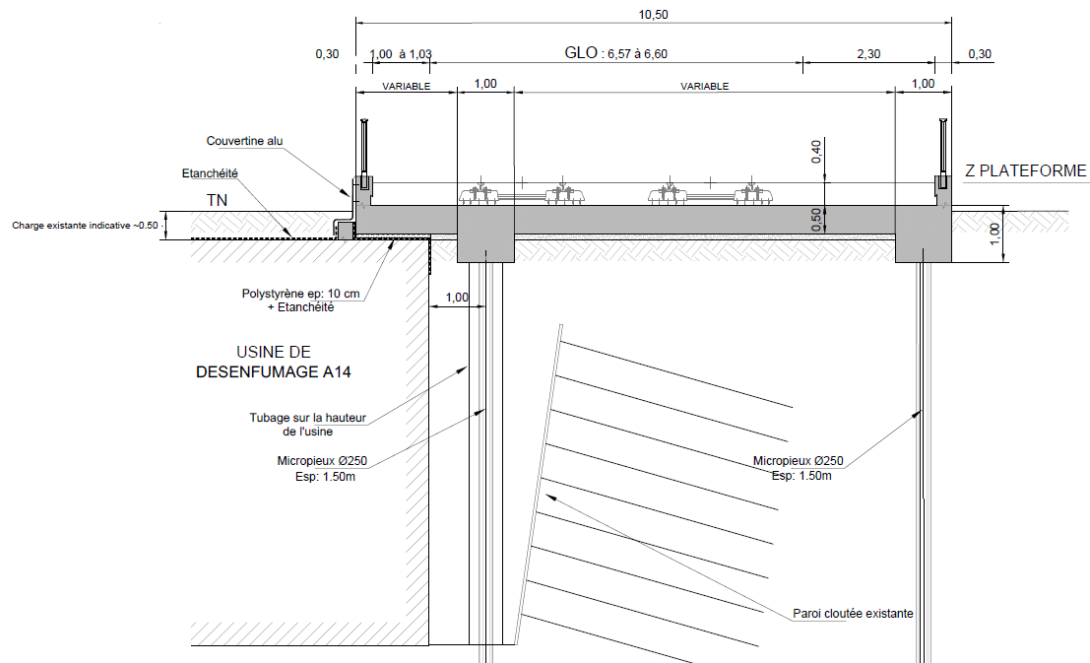 10,50
0,30
1,00 à 1,03
GLO : 6,57 à 6,60
2,30
0,30
VARIABLE
1,00
VARIABLE
1,00
Couvertine alu
0,40
Z PLATEFORME
Etanchéité
TN
Charge existante indicative ~0.50
0,50
1,00
Polystyrène ep: 10 cm
+ Etanchéité
1,00
USINE DE
DESENFUMAGE A14
Tubage sur la hauteur
de l'usine
Micropieux Ø250
Esp: 1.50m
Micropieux Ø250
Esp: 1.50m
Paroi cloutée existante